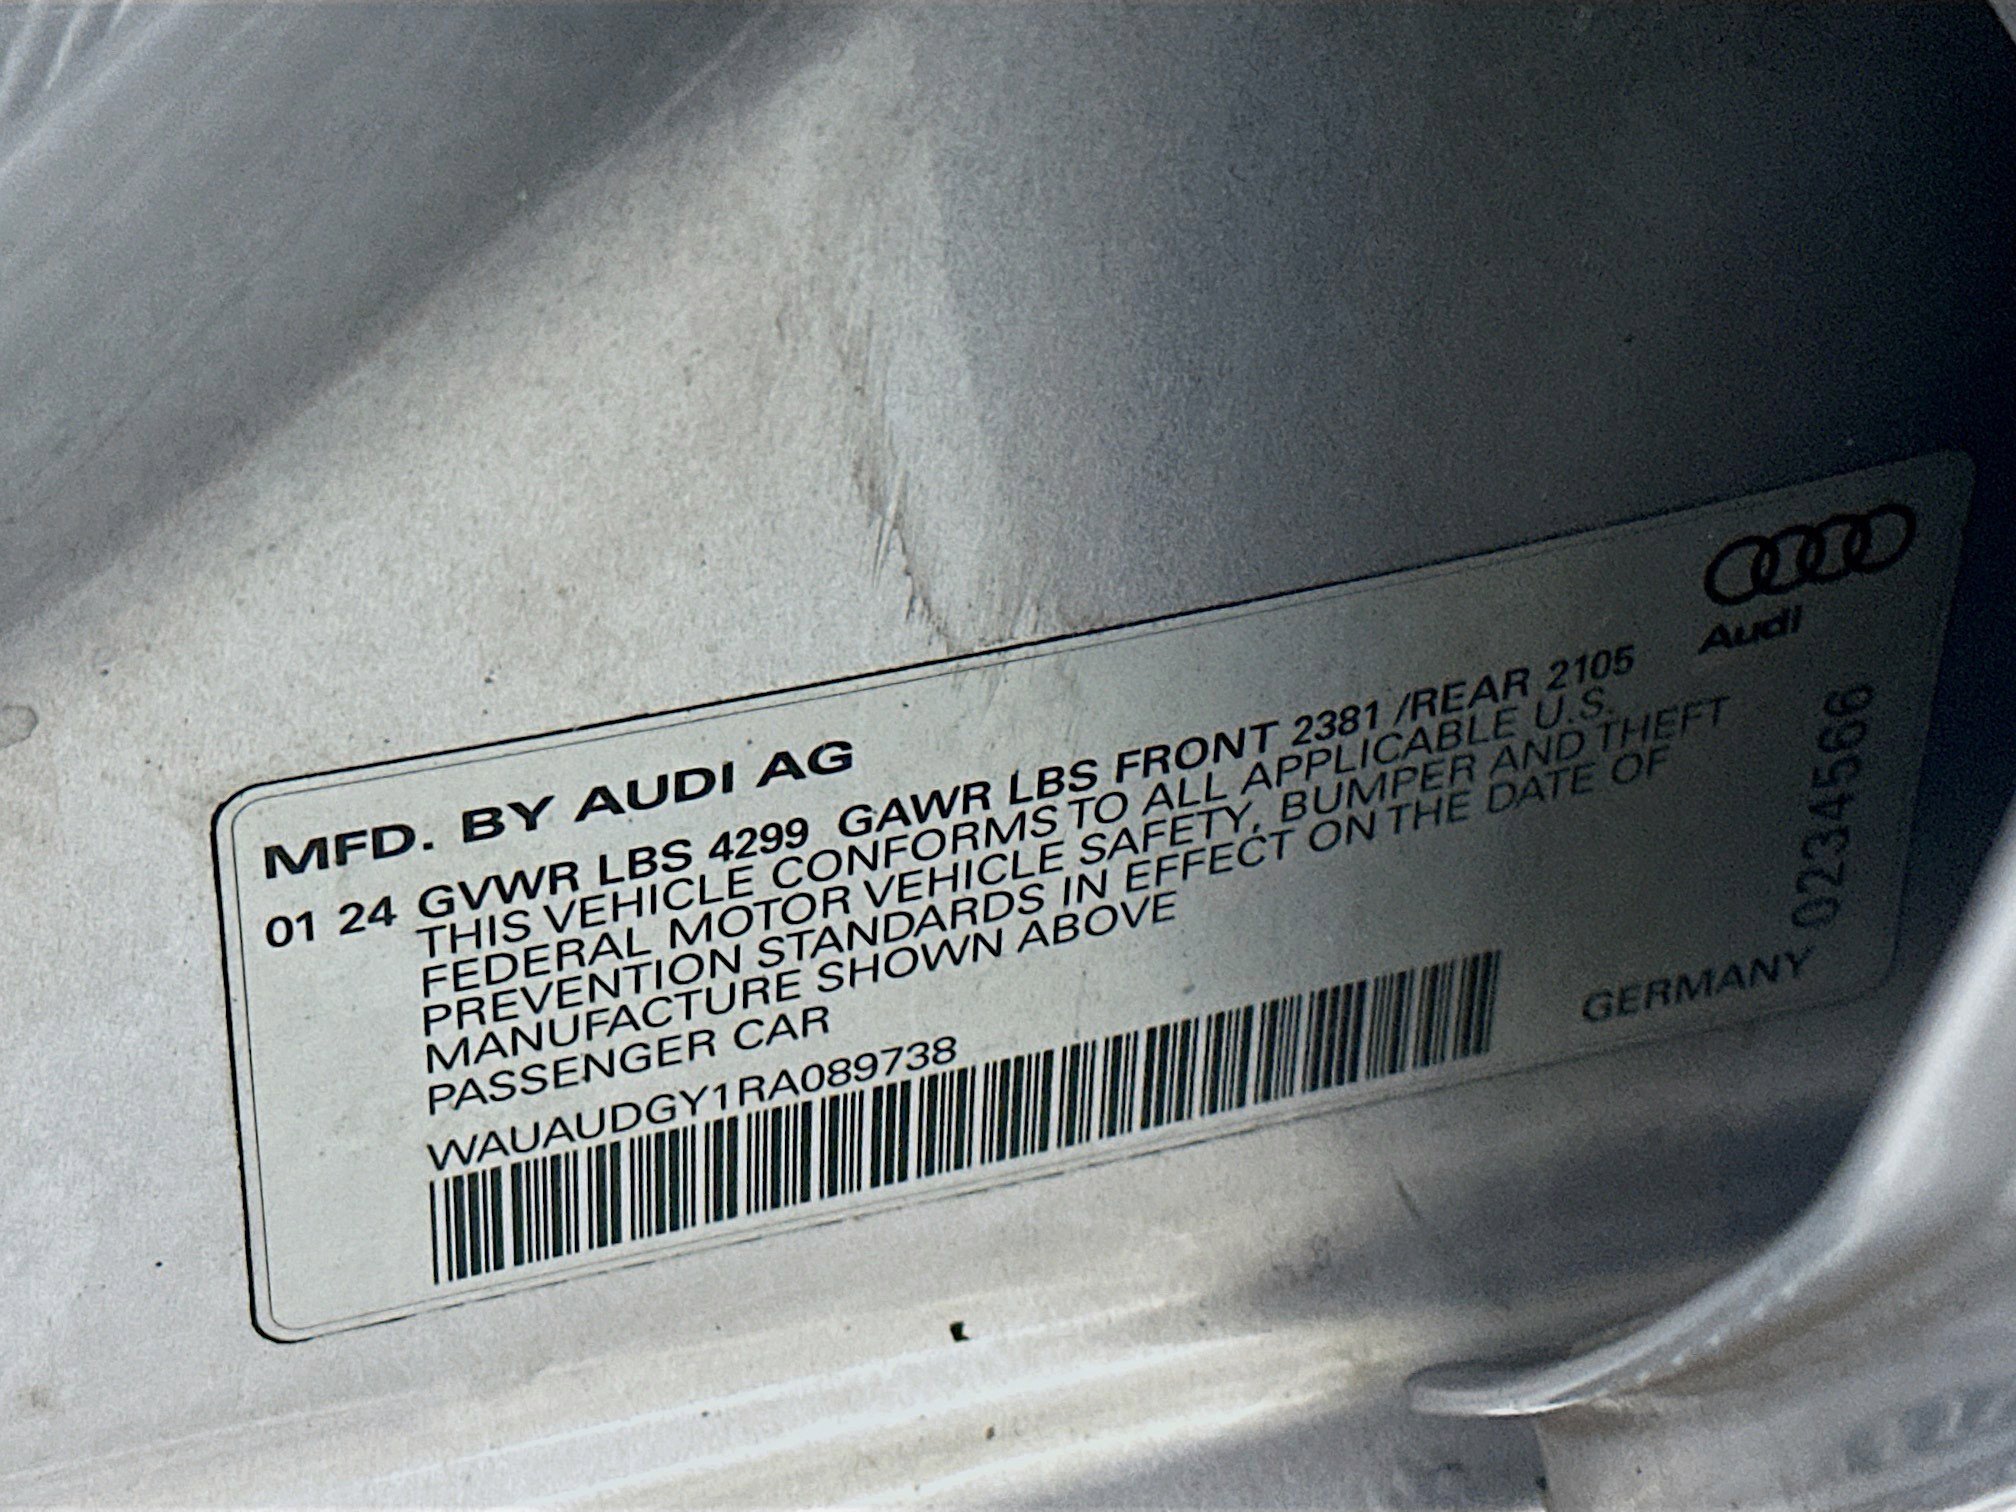 Audi
MFD. BY AUDI AG
01 24 GVWR LBS 4299 GAWR LBS FRONT 2381 /REAR 2105
THIS VEHICLE CONFORMS TO ALL APPLICABLE U.S.
FEDERAL MOTOR VEHICLE SAFETY, BUMPER AND THEFT
PREVENTION STANDARDS IN EFFECT ON THE DATE OF
MANUFACTURE SHOWN ABOVE
PASSENGER CAR
WAUAUDGY1RA089738
GERMANY
0234566